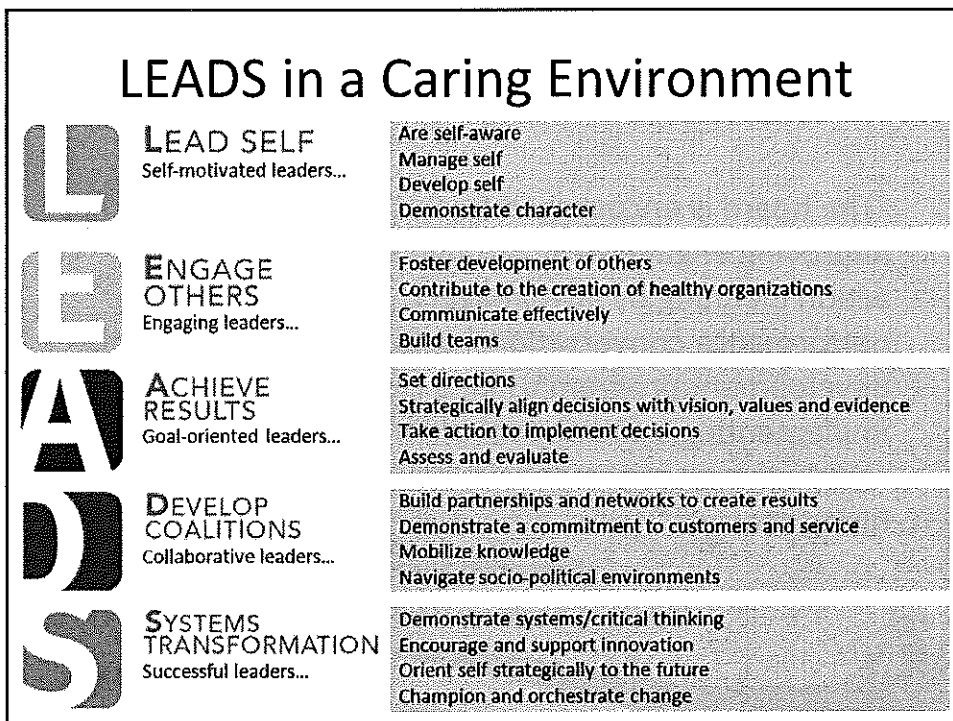 LEADS in a Caring Environment
L
LEAD SELF
Self-motivated leaders...
Are self-aware
Manage self
Develop self
Demonstrate character
E
ENGAGE
OTHERS
Engaging leaders...
Foster development of others
Contribute to the creation of healthy organizations
Communicate effectively
Build teams
A
ACHIEVE
RESULTS
Goal-oriented leaders...
Set directions
Strategically align decisions with vision, values and evidence
Take action to implement decisions
Assess and evaluate
D
DEVELOP
COALITIONS
Collaborative leaders...
Build partnerships and networks to create results
Demonstrate a commitment to customers and service
Mobilize knowledge
Navigate socio-political environments
S
SYSTEMS
TRANSFORMATION
Successful leaders...
Demonstrate systems/critical thinking
Encourage and support innovation
Orient self strategically to the future
Champion and orchestrate change